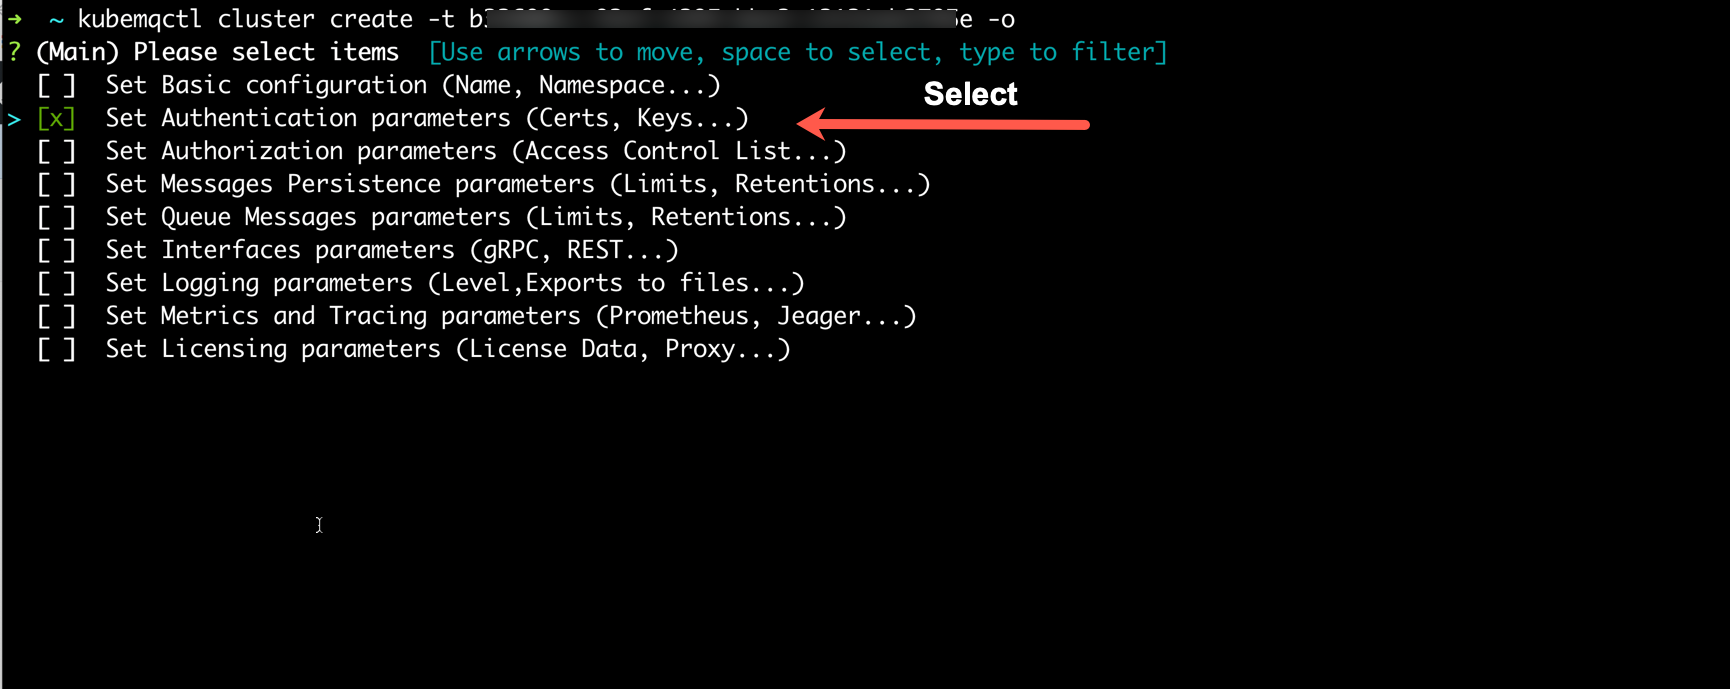 ➜ ~ kubemqctl cluster create -t -o
? (Main) Please select items [Use arrows to move, space to select, type to filter]
[ ] Set Basic configuration (Name, Namespace...)
Select
> [x] Set Authentication parameters (Certs, Keys...)
[ ] Set Authorization parameters (Access Control List...)
[ ] Set Messages Persistence parameters (Limits, Retentions...)
[ ] Set Queue Messages parameters (Limits, Retentions...)
[ ] Set Interfaces parameters (gRPC, REST...)
[ ] Set Logging parameters (Level,Exports to files...)
[ ] Set Metrics and Tracing parameters (Prometheus, Jeager...)
[ ] Set Licensing parameters (License Data, Proxy...)